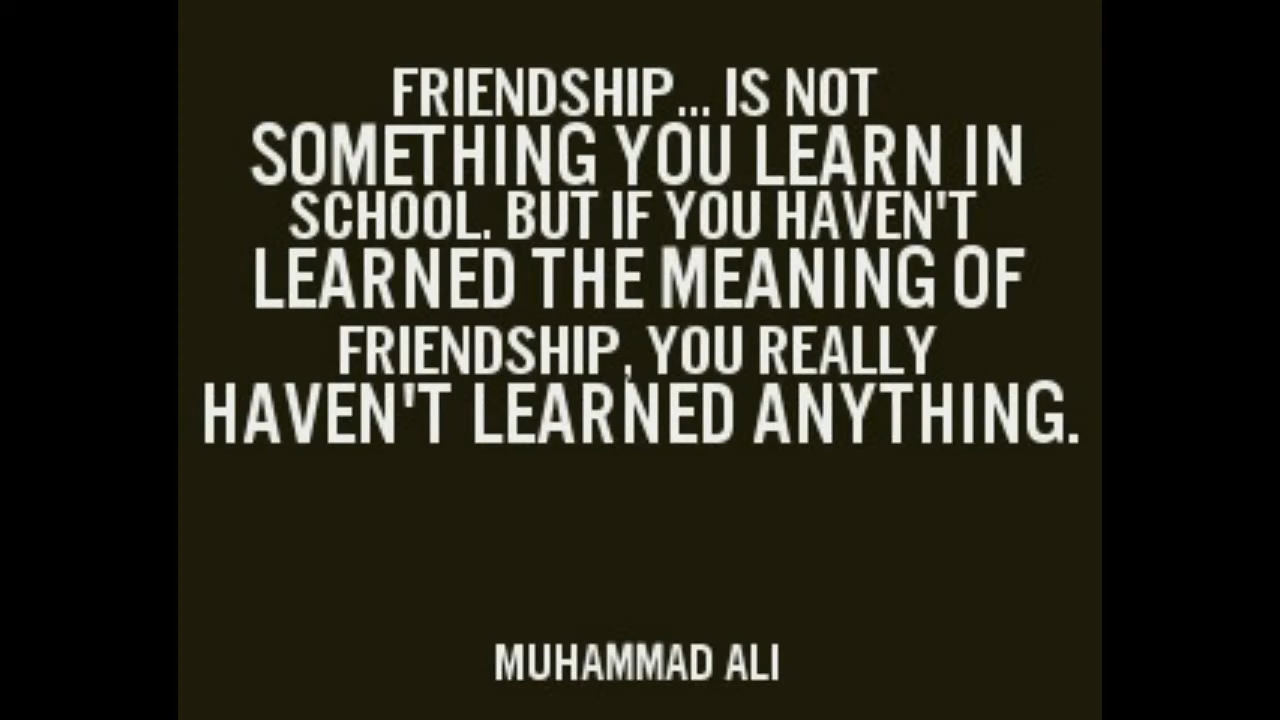 FRIENDSHIP... IS NOT
SOMETHING YOU LEARN IN
SCHOOL. BUT IF YOU HAVEN'T
LEARNED THE MEANING OF
FRIENDSHIP, YOU REALLY
HAVEN'T LEARNED ANYTHING.
MUHAMMAD ALI